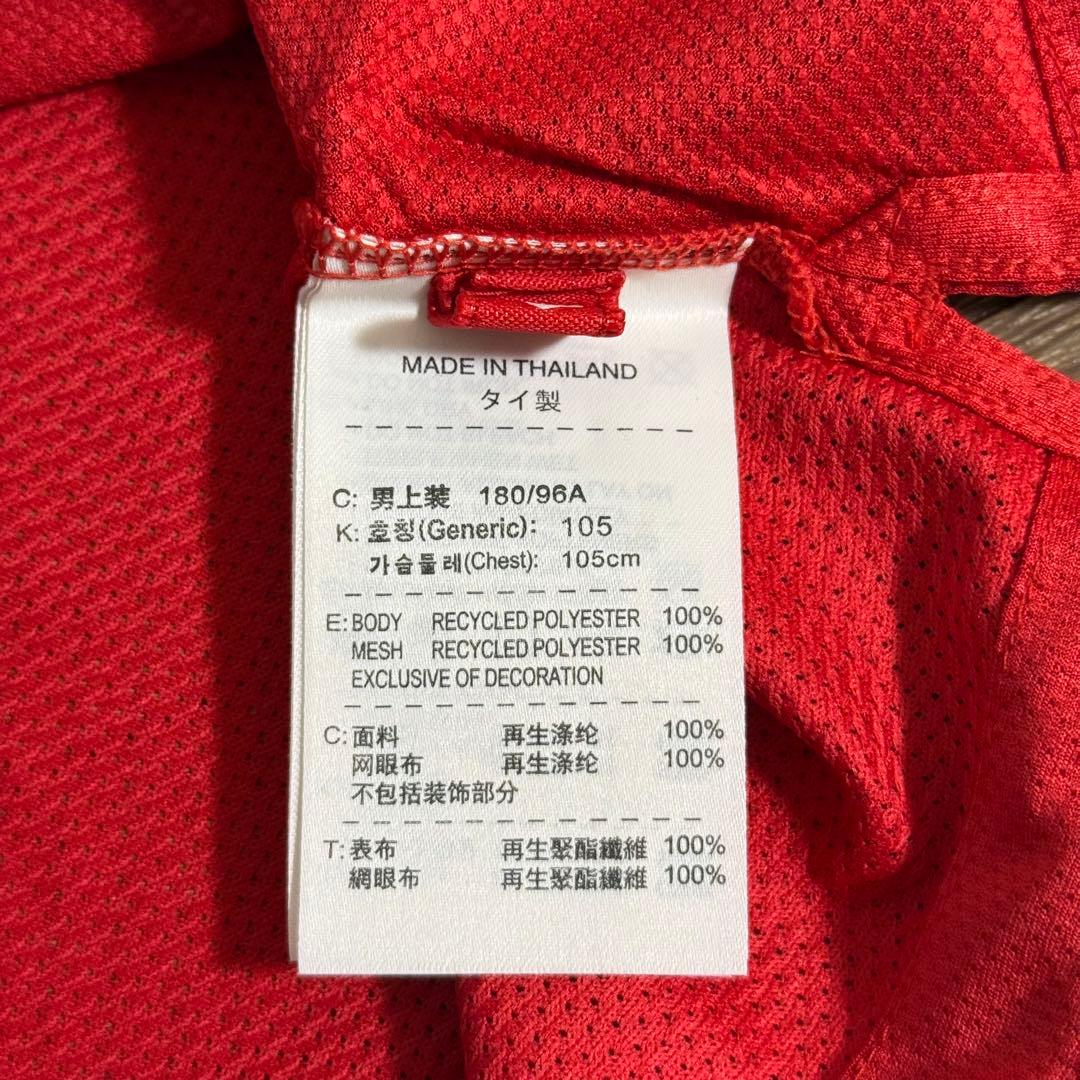 MADE IN THAILAND
タイ製
C: 男上装 180/96A
K: 호칭(Generic): 105
가슴둘레(Chest): 105cm
E: BODY RECYCLED POLYESTER 100%
MESH RECYCLED POLYESTER 100%
EXCLUSIVE OF DECORATION
C: 面料 再生涤纶 100%
网眼布 再生涤纶 100%
不包括装饰部分
T: 表布 再生聚酯纖維 100%
網眼布 再生聚酯纖維 100%